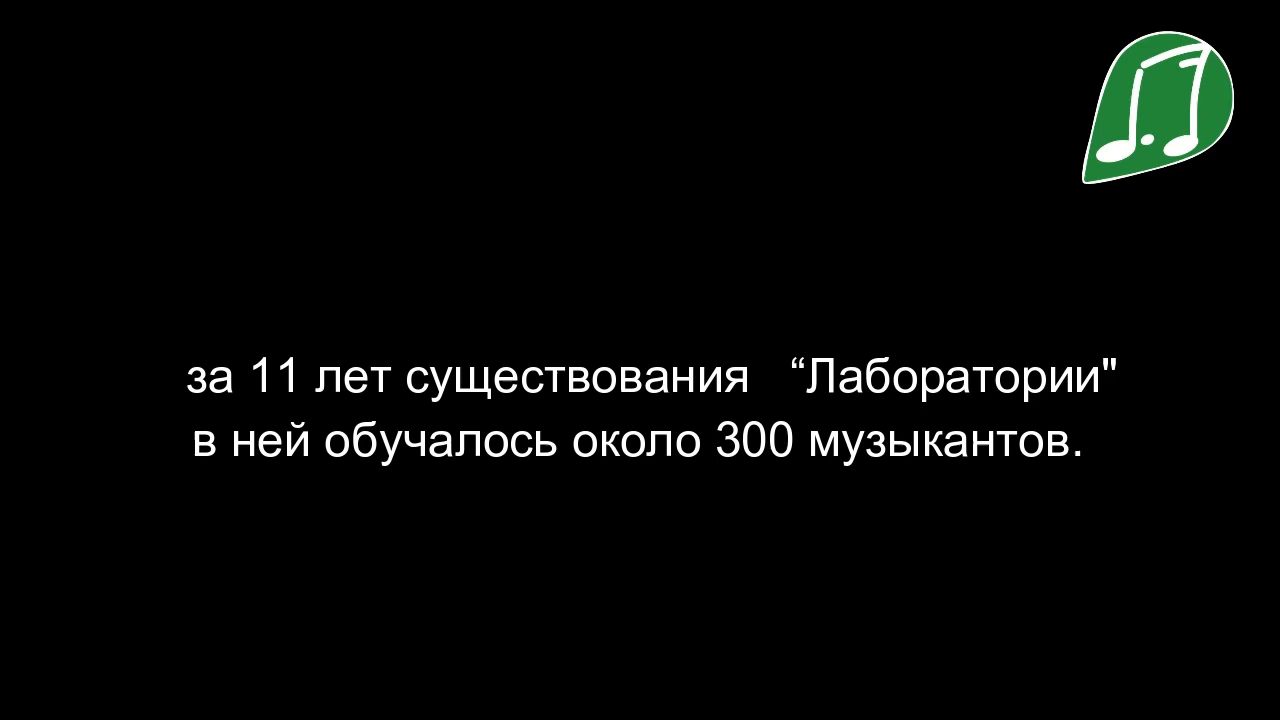 за 11 лет существования “Лаборатории"
в ней обучалось около 300 музыкантов.